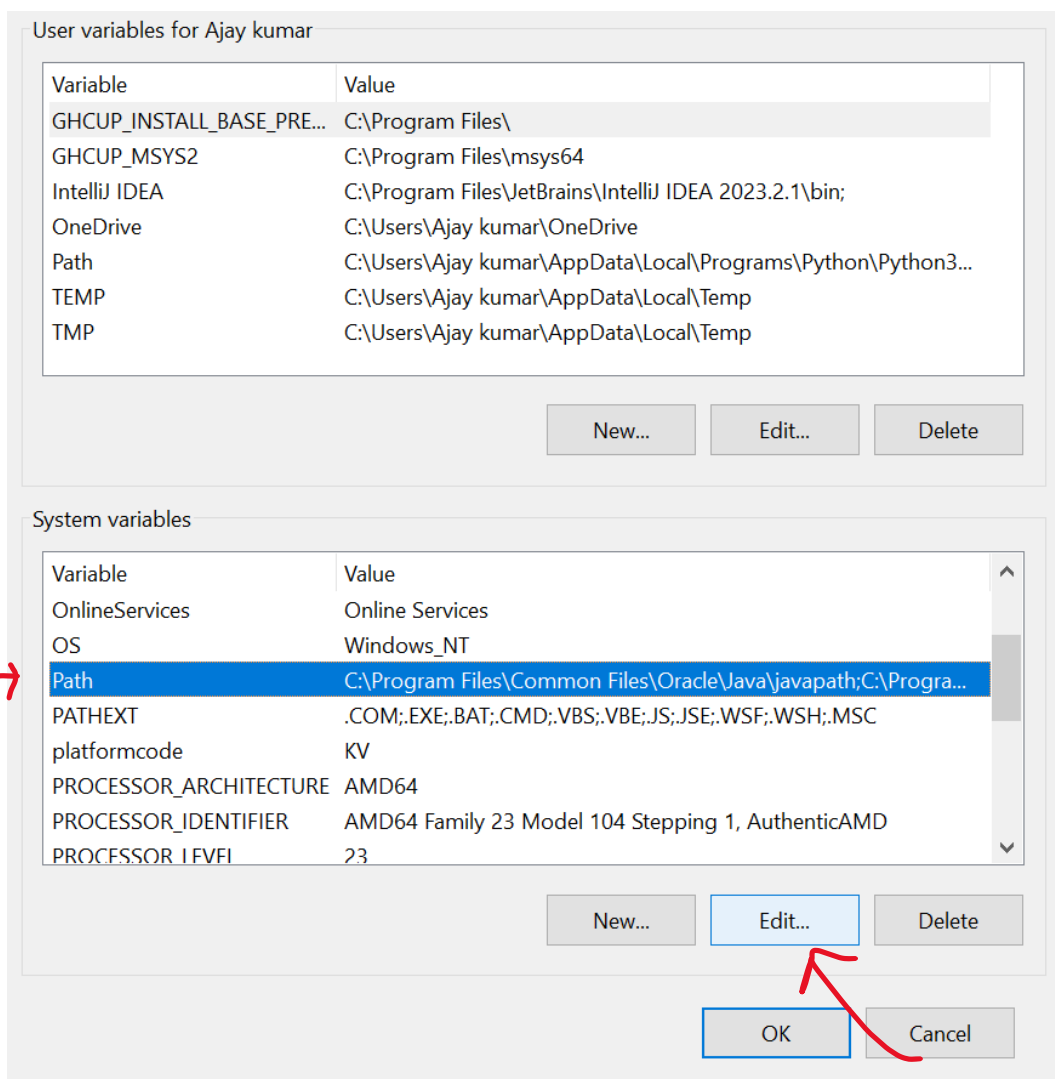 User variables for Ajay kumar
Variable Value
GHCUP_INSTALL_BASE_PRE... C:\Program Files\
GHCUP_MSYS2 C:\Program Files\msys64
IntelliJ IDEA C:\Program Files\JetBrains\IntelliJ IDEA 2023.2.1\bin;
OneDrive C:\Users\Ajay kumar\OneDrive
Path C:\Users\Ajay kumar\AppData\Local\Programs\Python\Python3...
TEMP C:\Users\Ajay kumar\AppData\Local\Temp
TMP C:\Users\Ajay kumar\AppData\Local\Temp
New... Edit... Delete
System variables
Variable Value
OnlineServices Online Services
OS Windows_NT
Path C:\Program Files\Common Files\Oracle\Java\javapath;C:\Progra...
PATHEXT .COM;.EXE;.BAT;.CMD;.VBS;.VBE;.JS;.JSE;.WSF;.WSH;.MSC
platformcode KV
PROCESSOR_ARCHITECTURE AMD64
PROCESSOR_IDENTIFIER AMD64 Family 23 Model 104 Stepping 1, AuthenticAMD
PROCESSOR_LEVEL 23
New... Edit... Delete
OK Cancel